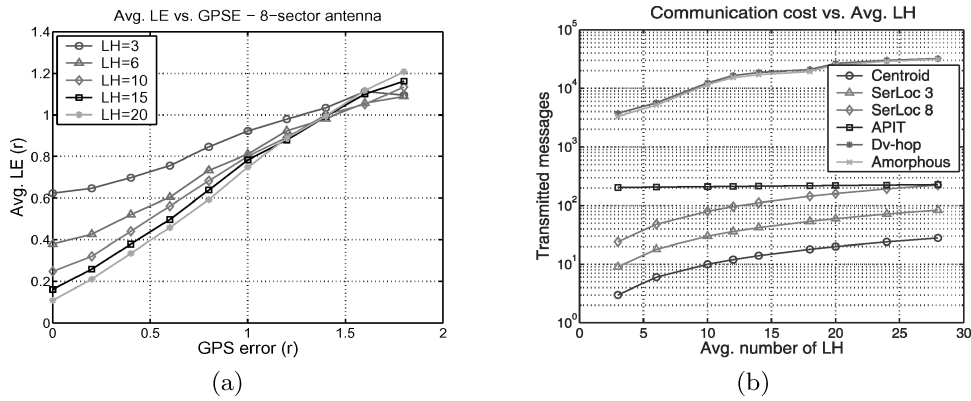 Avg. LE vs. GPSE − 8−sector antenna
1.4
1.2
1
0.8
0.6
0.4
0.2
0
Avg. LE (r)
LH=3
LH=6
LH=10
LH=15
LH=20
0
0.5
1
1.5
2
GPS error (r)
(a)
Communication cost vs. Avg. LH
10^5
10^4
10^3
10^2
10^1
10^0
Transmitted messages
Centroid
SerLoc 3
SerLoc 8
APIT
Dv-hop
Amorphous
0
5
10
15
20
25
30
Avg. number of LH
(b)